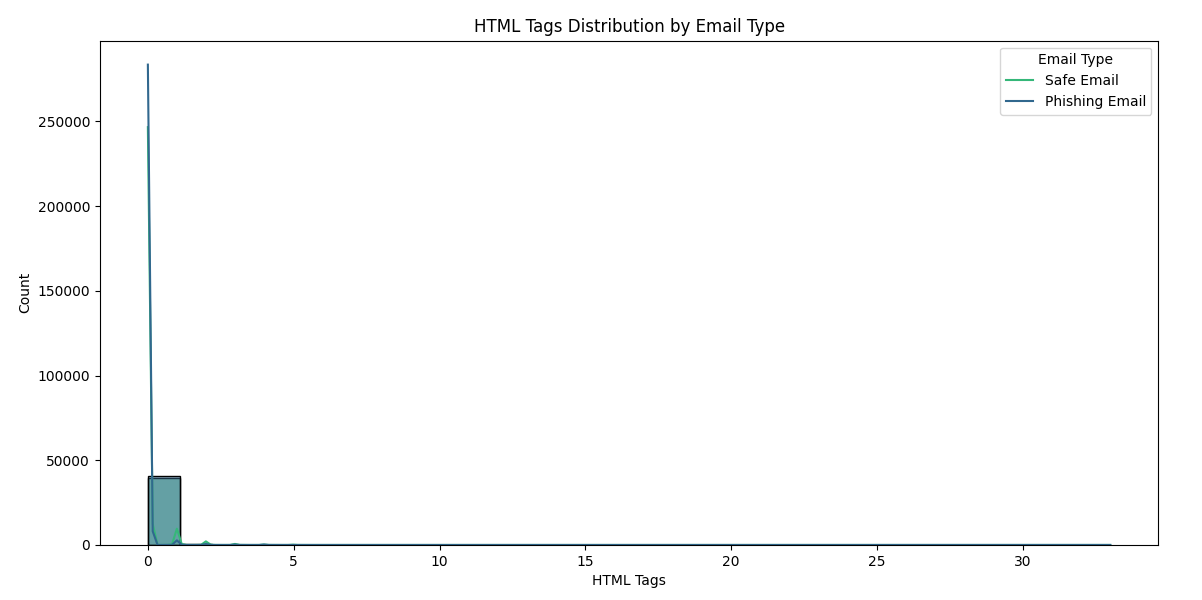 HTML Tags Distribution by Email Type
Email Type
Safe Email
Phishing Email
250000
200000
150000
100000
50000
0
Count
0 5 10 15 20 25 30
HTML Tags